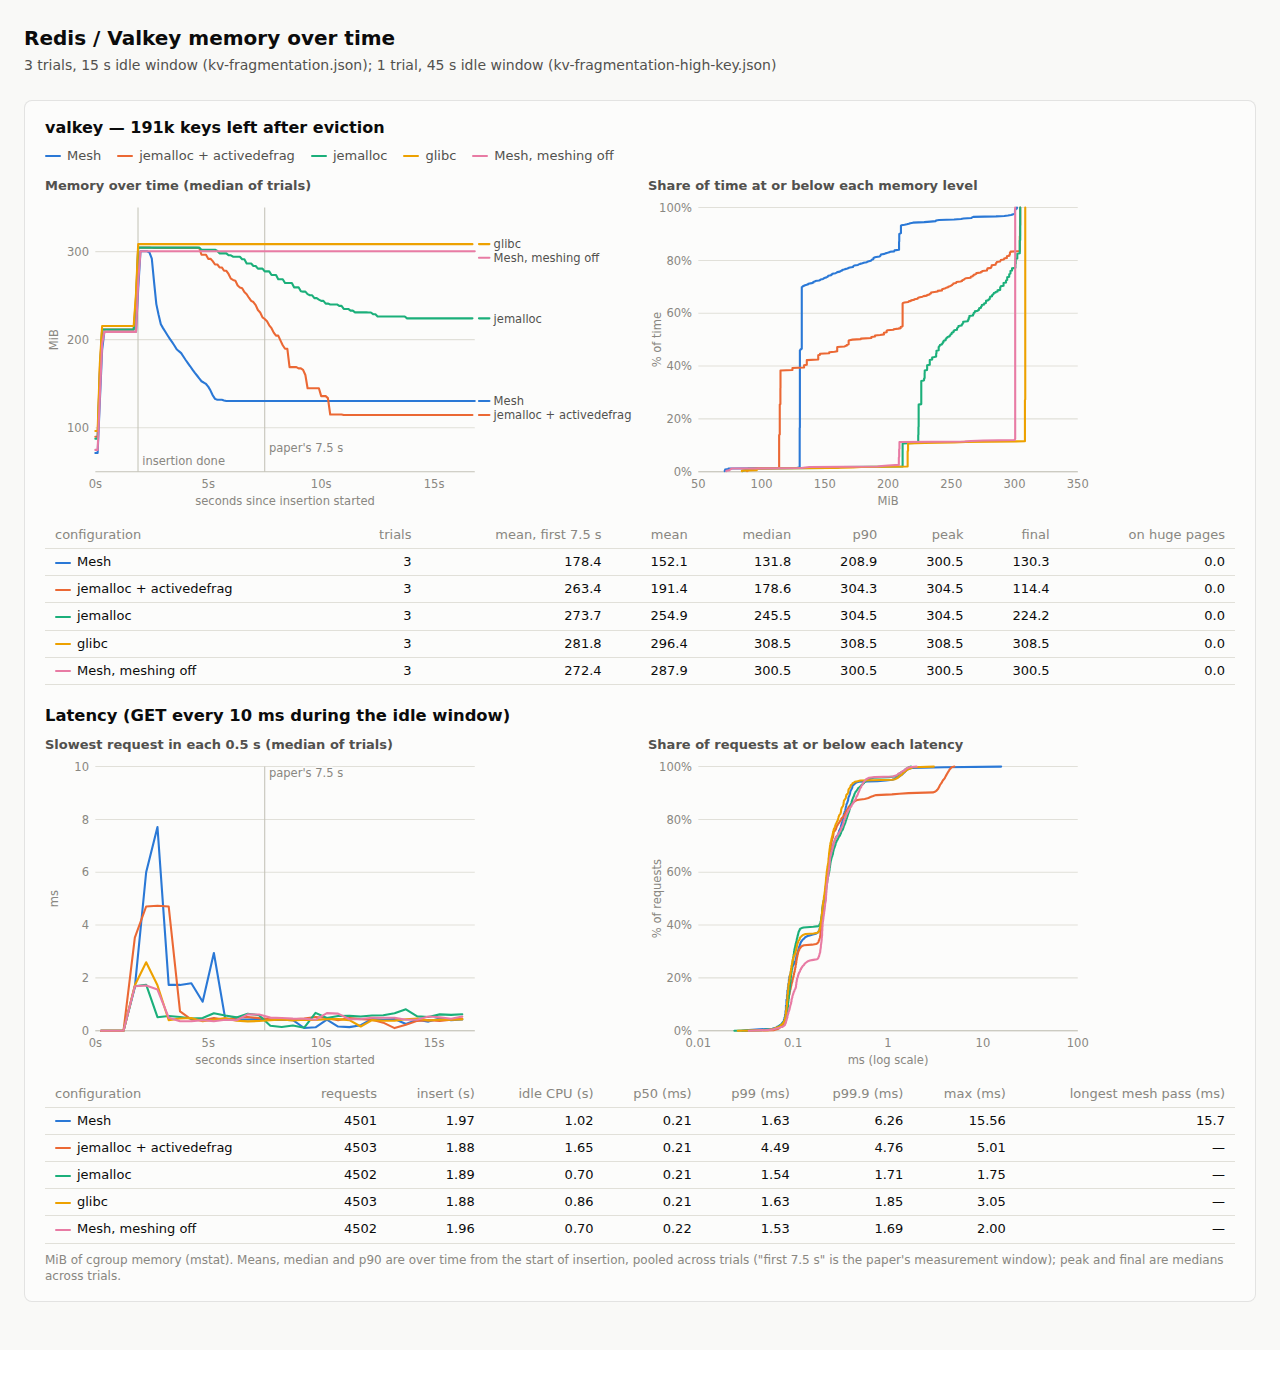 Redis / Valkey memory over time
3 trials, 15 s idle window (kv-fragmentation.json); 1 trial, 45 s idle window (kv-fragmentation-high-key.json)
valkey — 191k keys left after eviction
Mesh jemalloc + activedefrag jemalloc glibc Mesh, meshing off
Memory over time (median of trials)
300
200
100
MiB
insertion done
paper's 7.5 s
glibc
Mesh, meshing off
jemalloc
Mesh
jemalloc + activedefrag
0s 5s 10s 15s
seconds since insertion started
Share of time at or below each memory level
100%
80%
60%
40%
20%
0%
% of time
50 100 150 200 250 300 350
MiB
configuration trials mean, first 7.5 s mean median p90 peak final on huge pages
Mesh 3 178.4 152.1 131.8 208.9 300.5 130.3 0.0
jemalloc + activedefrag 3 263.4 191.4 178.6 304.3 304.5 114.4 0.0
jemalloc 3 273.7 254.9 245.5 304.5 304.5 224.2 0.0
glibc 3 281.8 296.4 308.5 308.5 308.5 308.5 0.0
Mesh, meshing off 3 272.4 287.9 300.5 300.5 300.5 300.5 0.0
Latency (GET every 10 ms during the idle window)
Slowest request in each 0.5 s (median of trials)
10
8
6
4
2
0
ms
paper's 7.5 s
0s 5s 10s 15s
seconds since insertion started
Share of requests at or below each latency
100%
80%
60%
40%
20%
0%
% of requests
0.01 0.1 1 10 100
ms (log scale)
configuration requests insert (s) idle CPU (s) p50 (ms) p99 (ms) p99.9 (ms) max (ms) longest mesh pass (ms)
Mesh 4501 1.97 1.02 0.21 1.63 6.26 15.56 15.7
jemalloc + activedefrag 4503 1.88 1.65 0.21 4.49 4.76 5.01 —
jemalloc 4502 1.89 0.70 0.21 1.54 1.71 1.75 —
glibc 4503 1.88 0.86 0.21 1.63 1.85 3.05 —
Mesh, meshing off 4502 1.96 0.70 0.22 1.53 1.69 2.00 —
MiB of cgroup memory (mstat). Means, median and p90 are over time from the start of insertion, pooled across trials ("first 7.5 s" is the paper's measurement window); peak and final are medians
across trials.